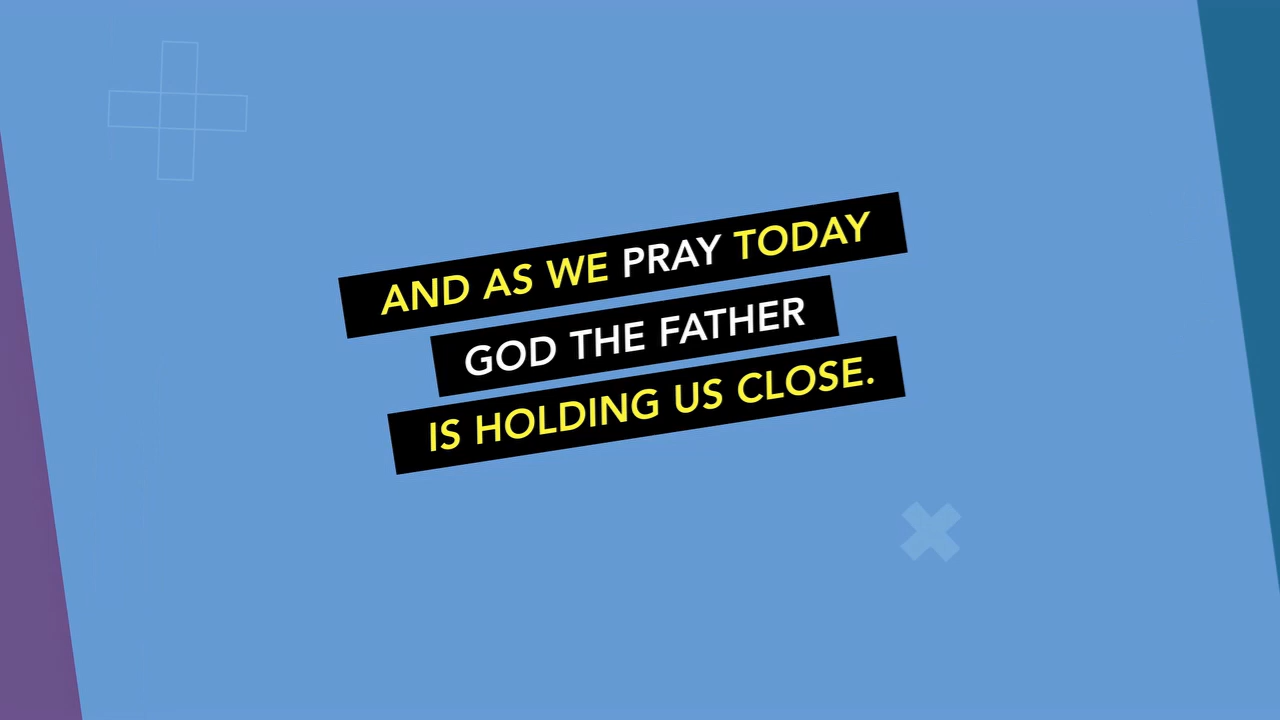 AND AS WE PRAY TODAY
GOD THE FATHER
IS HOLDING US CLOSE.